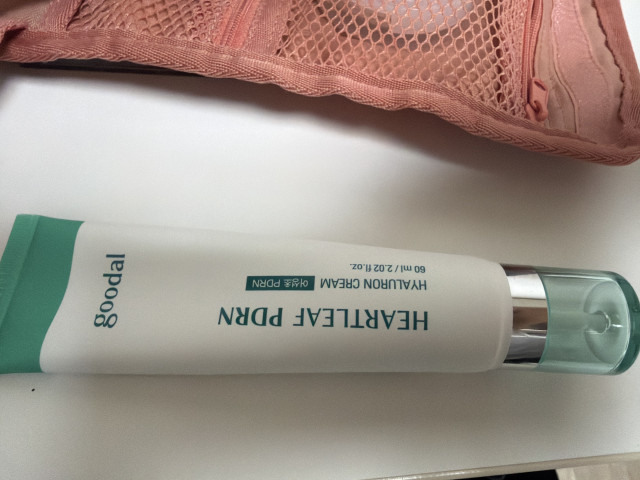 HEARTLEAF PDRN
HYALURON CREAM 어성초 PDRN
60 ml / 2.02 fl.oz.
goodal